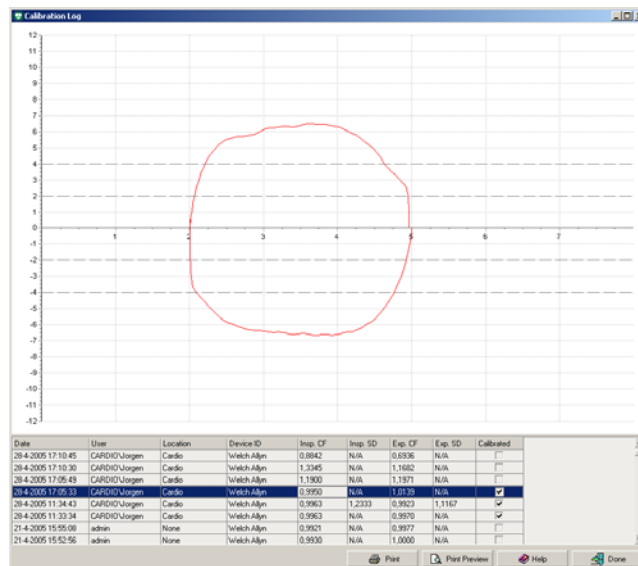 Calibration Log
12
11
10
9
8
7
6
5
4
3
2
1
0
1 2 3 4 5 6 7
-1
-2
-3
-4
-5
-6
-7
-8
-9
-10
-11
-12
Date User Location Device ID Insp. CF Insp. SD Exp. CF Exp. SD Calibrated
28-4-2005 17:10:45 CARDIO\Jorgen Cardio Welch Allyn 0,8842 N/A 0,6936 N/A
28-4-2005 17:10:30 CARDIO\Jorgen Cardio Welch Allyn 1,3345 N/A 1,1682 N/A
28-4-2005 17:05:49 CARDIO\Jorgen Cardio Welch Allyn 1,1900 N/A 1,1971 N/A
28-4-2005 17:05:33 CARDIO\Jorgen Cardio Welch Allyn 0,9950 N/A 1,0139 N/A
28-4-2005 11:34:43 CARDIO\Jorgen Cardio Welch Allyn 0,9963 1,2333 0,9923 1,1167
28-4-2005 11:33:34 CARDIO\Jorgen Cardio Welch Allyn 0,9963 N/A 0,9970 N/A
21-4-2005 15:55:08 admin None Welch Allyn 0,9921 N/A 0,9977 N/A
21-4-2005 15:52:56 admin None Welch Allyn 0,9930 N/A 1,0000 N/A
Print Print Preview Help Done